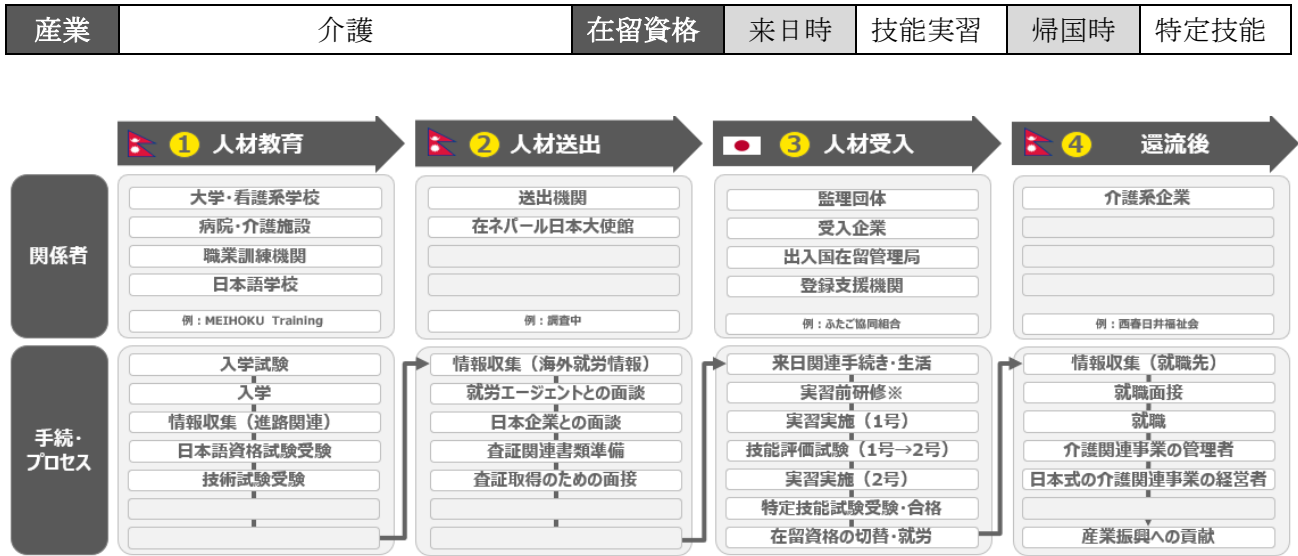 産業 介護 在留資格 来日時 技能実習 帰国時 特定技能
1 人材教育
2 人材送出
3 人材受入
4 還流後
関係者
大学・看護系学校
病院・介護施設
職業訓練機関
日本語学校
例：MEIHOKU Training
送出機関
在ネパール日本大使館
例：調査中
監理団体
受入企業
出入国在留管理局
登録支援機関
例：ふたご協同組合
介護系企業
例：西春日井福祉会
手続・
プロセス
入学試験
入学
情報収集（進路関連）
日本語資格試験受験
技術試験受験
情報収集（海外就労情報）
就労エージェントとの面談
日本企業との面談
査証関連書類準備
査証取得のための面接
来日関連手続き・生活
実習前研修※
実習実施（1号）
技能評価試験（1号→2号）
実習実施（2号）
特定技能試験受験・合格
在留資格の切替・就労
情報収集（就職先）
就職面接
就職
介護関連事業の管理者
日本式の介護関連事業の経営者
産業振興への貢献